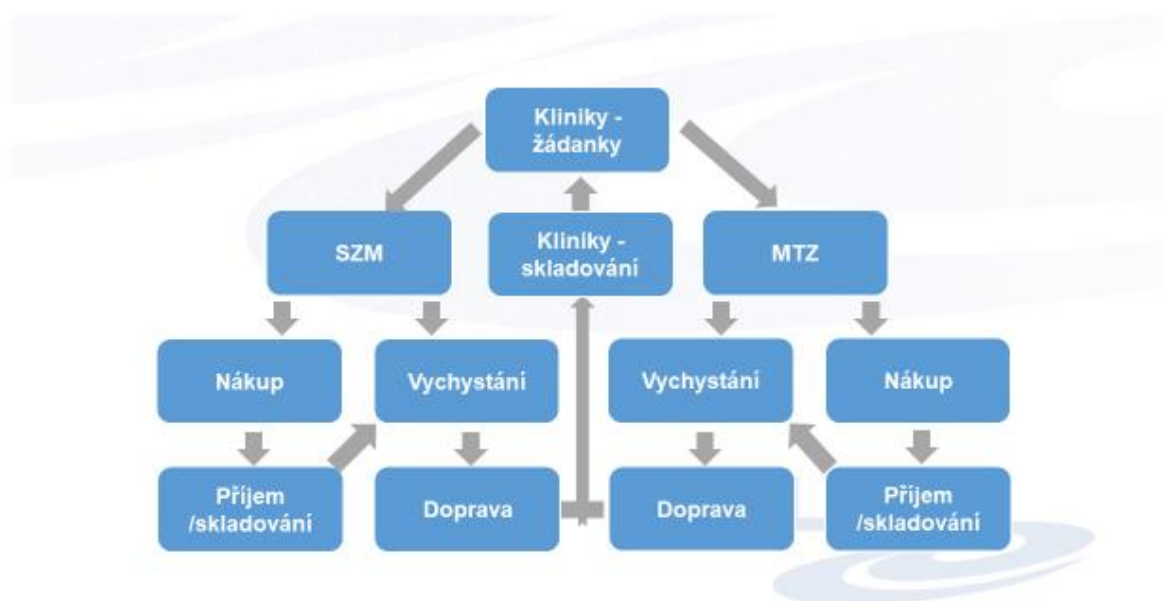 Kliniky -
žádanky
SZM
Kliniky -
skladování
MTZ
Nákup
Vychystání
Vychystání
Nákup
Příjem
/skladování
Doprava
Doprava
Příjem
/skladování